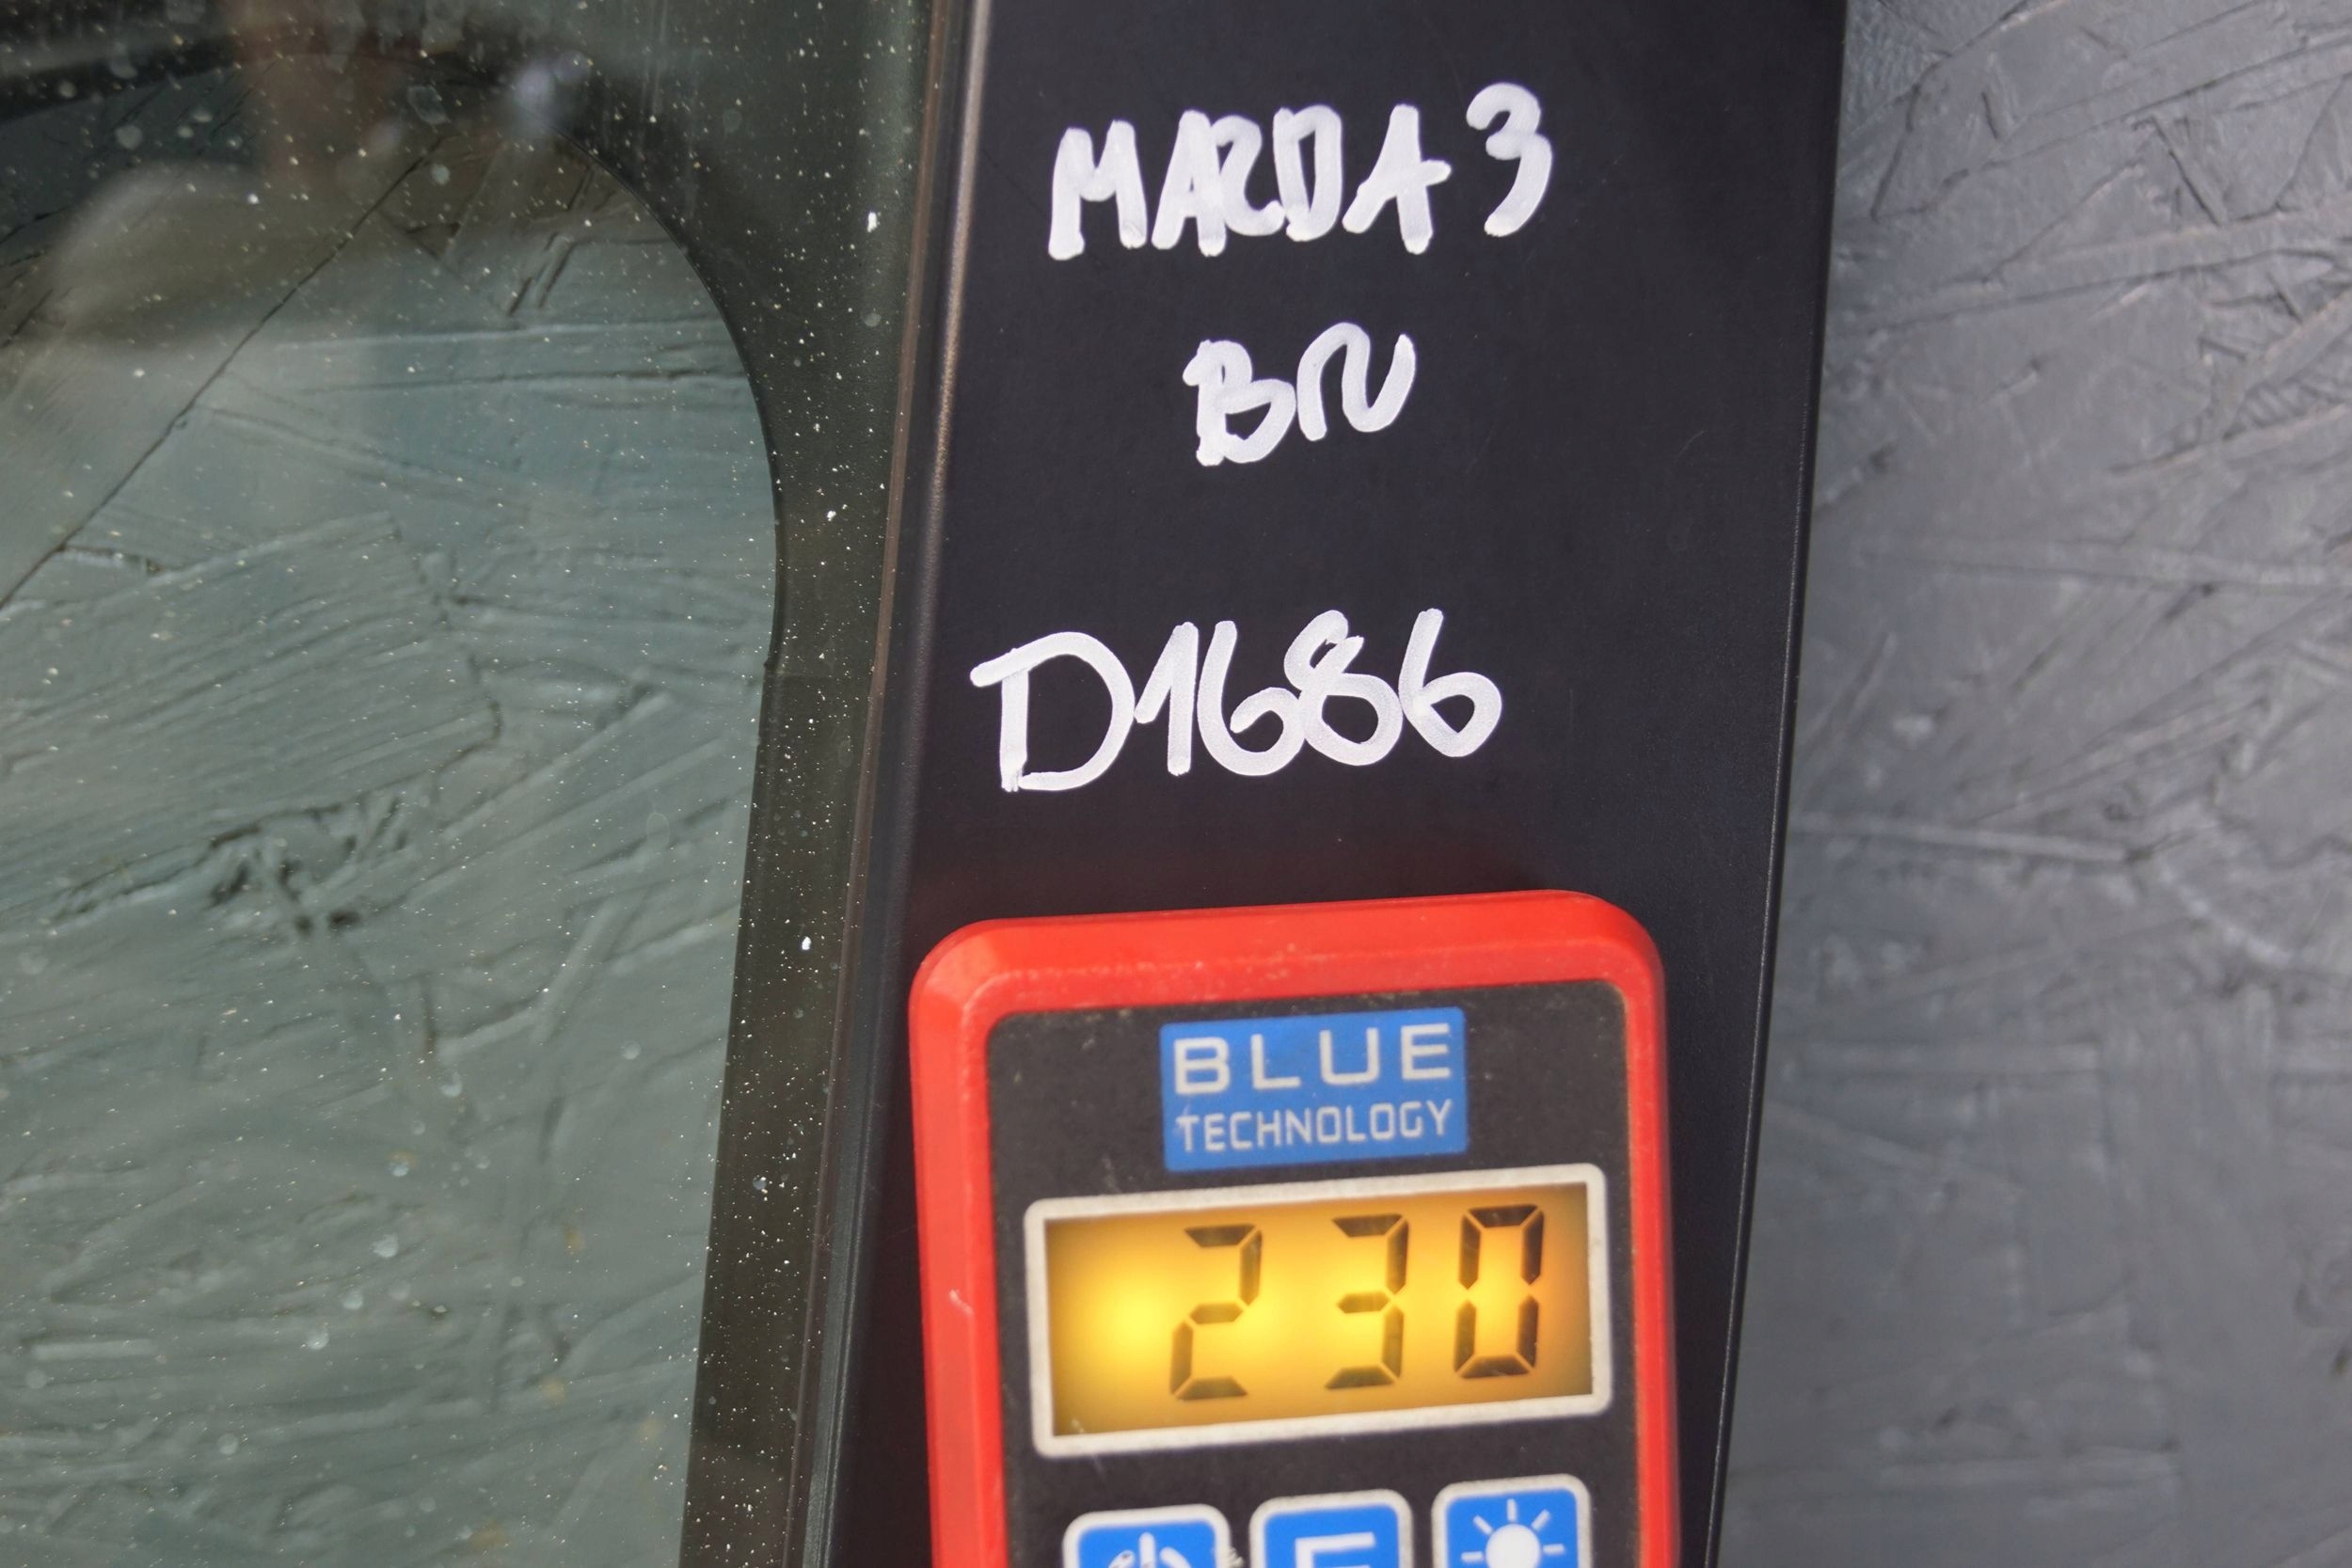 MAZDA 3
BN
D1686
BLUE
TECHNOLOGY
230